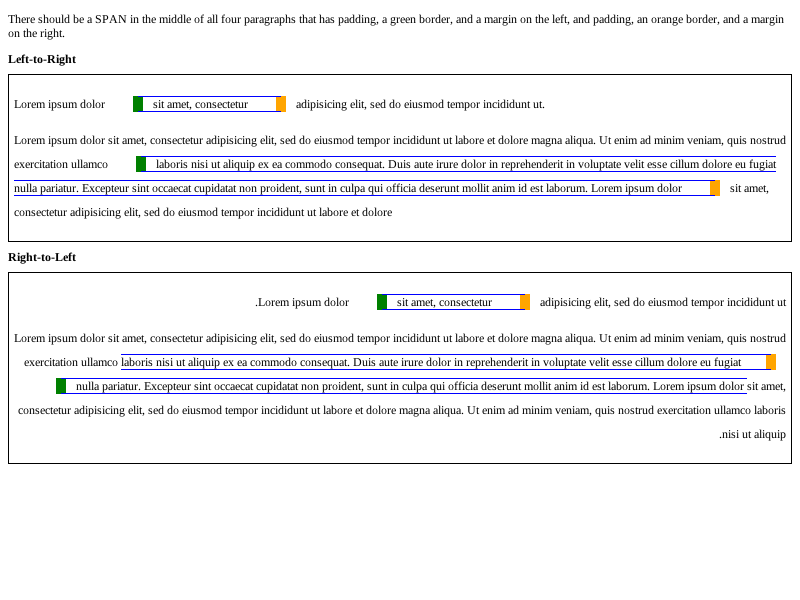 There should be a SPAN in the middle of all four paragraphs that has padding, a green border, and a margin on the left, and padding, an orange border, and a margin
on the right.
Left-to-Right
Lorem ipsum dolor sit amet, consectetur adipisicing elit, sed do eiusmod tempor incididunt ut.
Lorem ipsum dolor sit amet, consectetur adipisicing elit, sed do eiusmod tempor incididunt ut labore et dolore magna aliqua. Ut enim ad minim veniam, quis nostrud
exercitation ullamco laboris nisi ut aliquip ex ea commodo consequat. Duis aute irure dolor in reprehenderit in voluptate velit esse cillum dolore eu fugiat
nulla pariatur. Excepteur sint occaecat cupidatat non proident, sunt in culpa qui officia deserunt mollit anim id est laborum. Lorem ipsum dolor sit amet,
consectetur adipisicing elit, sed do eiusmod tempor incididunt ut labore et dolore
Right-to-Left
.Lorem ipsum dolor sit amet, consectetur adipisicing elit, sed do eiusmod tempor incididunt ut
Lorem ipsum dolor sit amet, consectetur adipisicing elit, sed do eiusmod tempor incididunt ut labore et dolore magna aliqua. Ut enim ad minim veniam, quis nostrud
exercitation ullamco laboris nisi ut aliquip ex ea commodo consequat. Duis aute irure dolor in reprehenderit in voluptate velit esse cillum dolore eu fugiat
nulla pariatur. Excepteur sint occaecat cupidatat non proident, sunt in culpa qui officia deserunt mollit anim id est laborum. Lorem ipsum dolor sit amet,
consectetur adipisicing elit, sed do eiusmod tempor incididunt ut labore et dolore magna aliqua. Ut enim ad minim veniam, quis nostrud exercitation ullamco laboris
.nisi ut aliquip